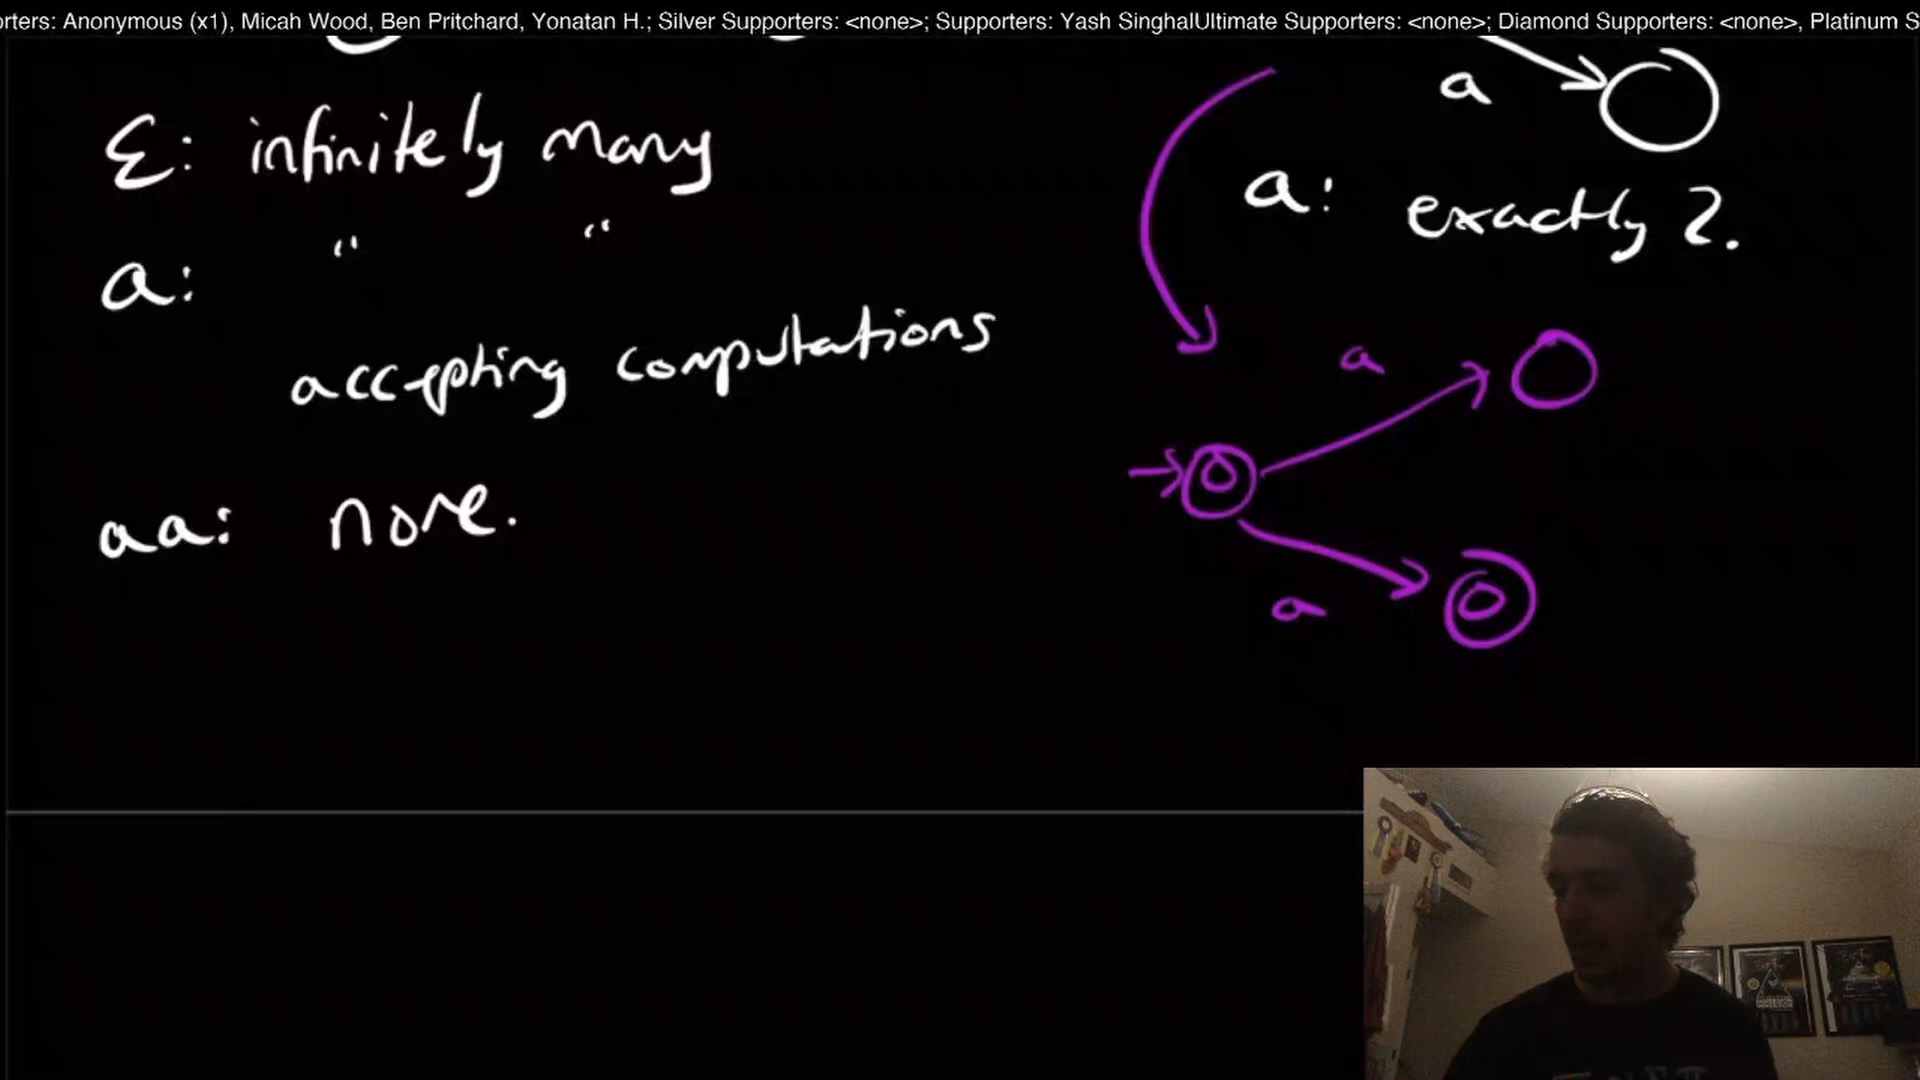 rters: Anonymous (x1), Micah Wood, Ben Pritchard, Yonatan H.; Silver Supporters: <none>; Supporters: Yash SinghalUltimate Supporters: <none>; Diamond Supporters: <none>, Platinum S
a
ε: infinitely many
a: exactly 2.
a: " "
accepting computations
a
aa: none.
a